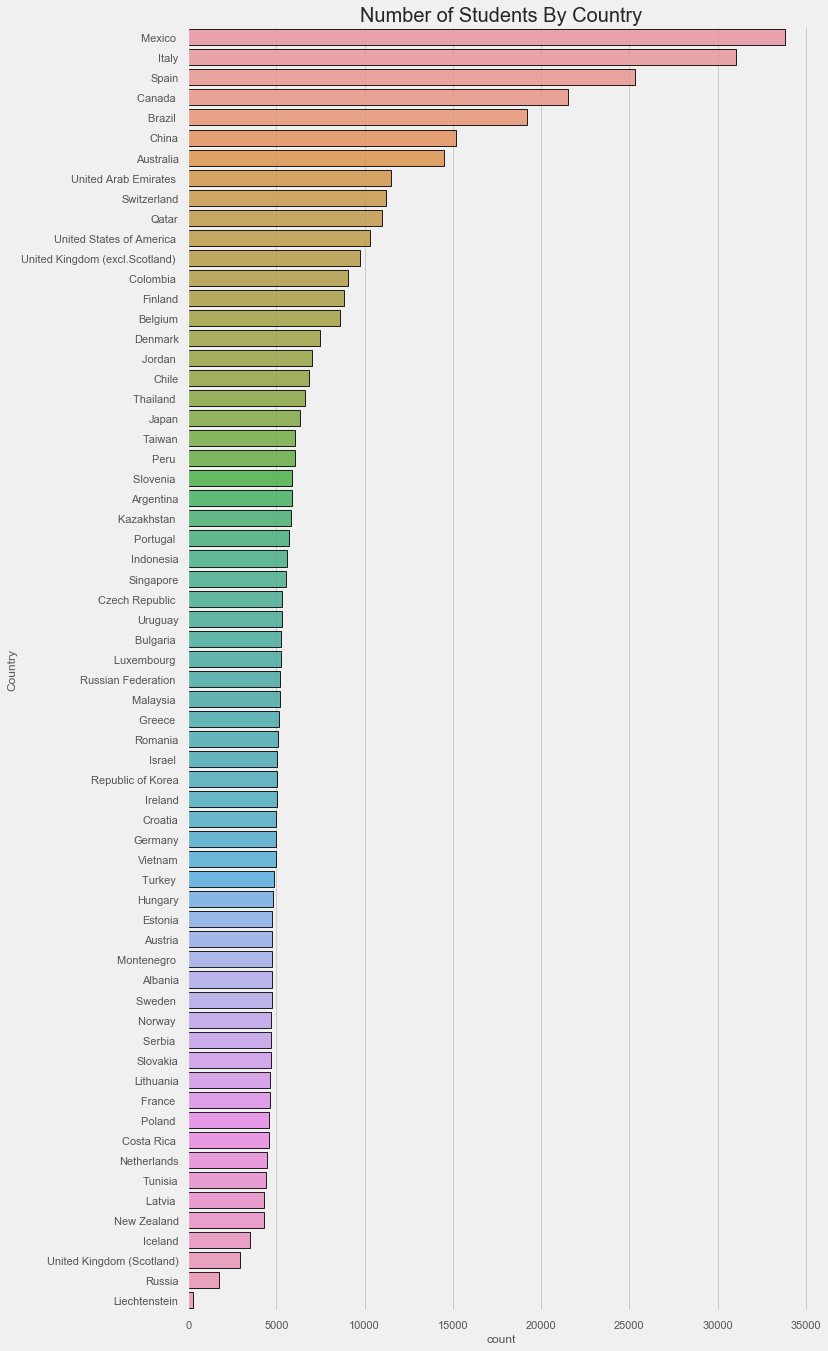 Number of Students By Country
Mexico
Italy
Spain
Canada
Brazil
China
Australia
United Arab Emirates
Switzerland
Qatar
United States of America
United Kingdom (excl.Scotland)
Colombia
Finland
Belgium
Denmark
Jordan
Chile
Thailand
Japan
Taiwan
Peru
Slovenia
Argentina
Kazakhstan
Portugal
Indonesia
Singapore
Czech Republic
Uruguay
Bulgaria
Luxembourg
Russian Federation
Malaysia
Greece
Romania
Israel
Republic of Korea
Ireland
Croatia
Germany
Vietnam
Turkey
Hungary
Estonia
Austria
Montenegro
Albania
Sweden
Norway
Serbia
Slovakia
Lithuania
France
Poland
Costa Rica
Netherlands
Tunisia
Latvia
New Zealand
Iceland
United Kingdom (Scotland)
Russia
Liechtenstein
Country
0 5000 10000 15000 20000 25000 30000 35000
count